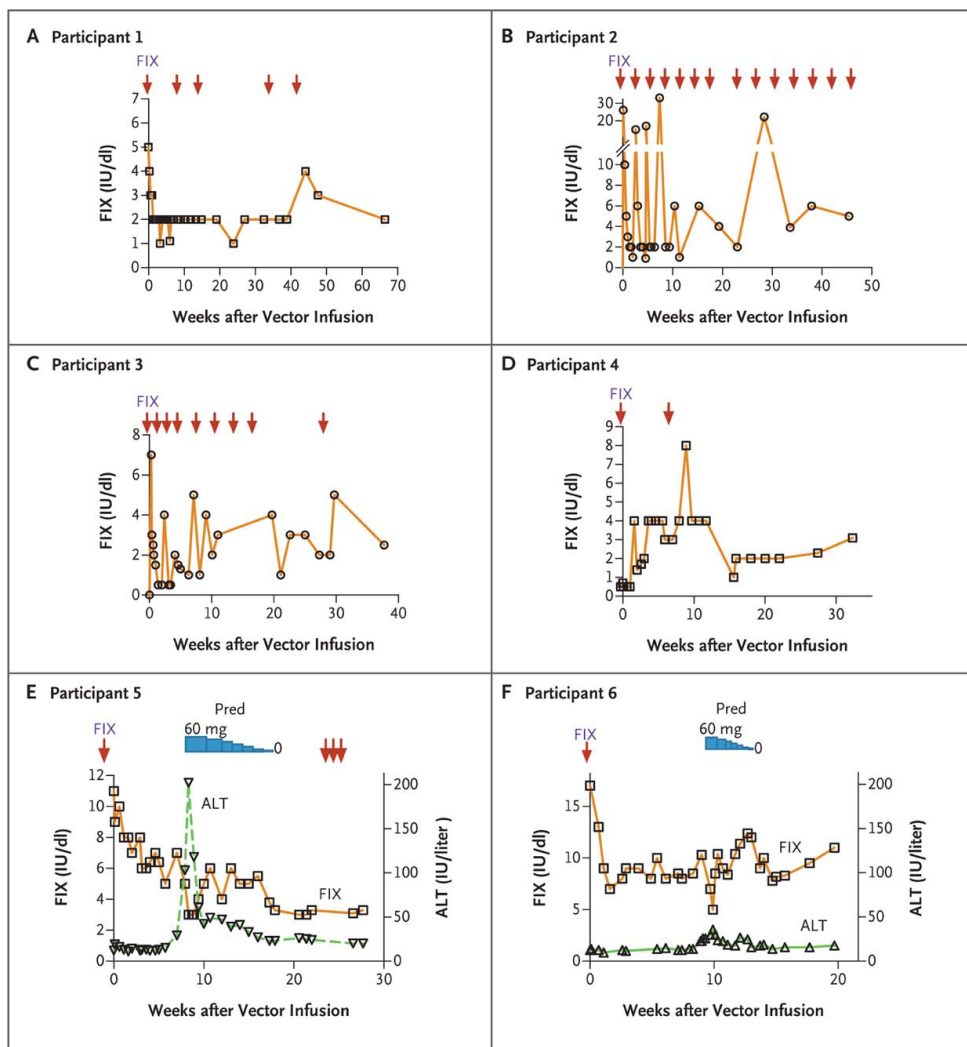 A Participant 1
FIX
7
6
5
4
3
2
1
0
FIX (IU/dl)
0 10 20 30 40 50 60 70
Weeks after Vector Infusion
B Participant 2
FIX
30
20
10
8
6
4
2
0
FIX (IU/dl)
0 10 20 30 40 50
Weeks after Vector Infusion
C Participant 3
FIX
8
6
4
2
0
FIX (IU/dl)
0 10 20 30 40
Weeks after Vector Infusion
D Participant 4
FIX
9
8
7
6
5
4
3
2
1
0
FIX (IU/dl)
0 10 20 30
Weeks after Vector Infusion
E Participant 5
Pred
FIX
60 mg
0
12
10
8
6
4
2
0
FIX (IU/dl)
ALT
FIX
200
150
100
50
0
ALT (IU/liter )
0 10 20 30
Weeks after Vector Infusion
F Participant 6
Pred
FIX
60 mg
0
15
10
5
0
FIX (IU/dl)
FIX
ALT
200
150
100
50
0
ALT (IU/liter)
0 10 20
Weeks after Vector Infusion